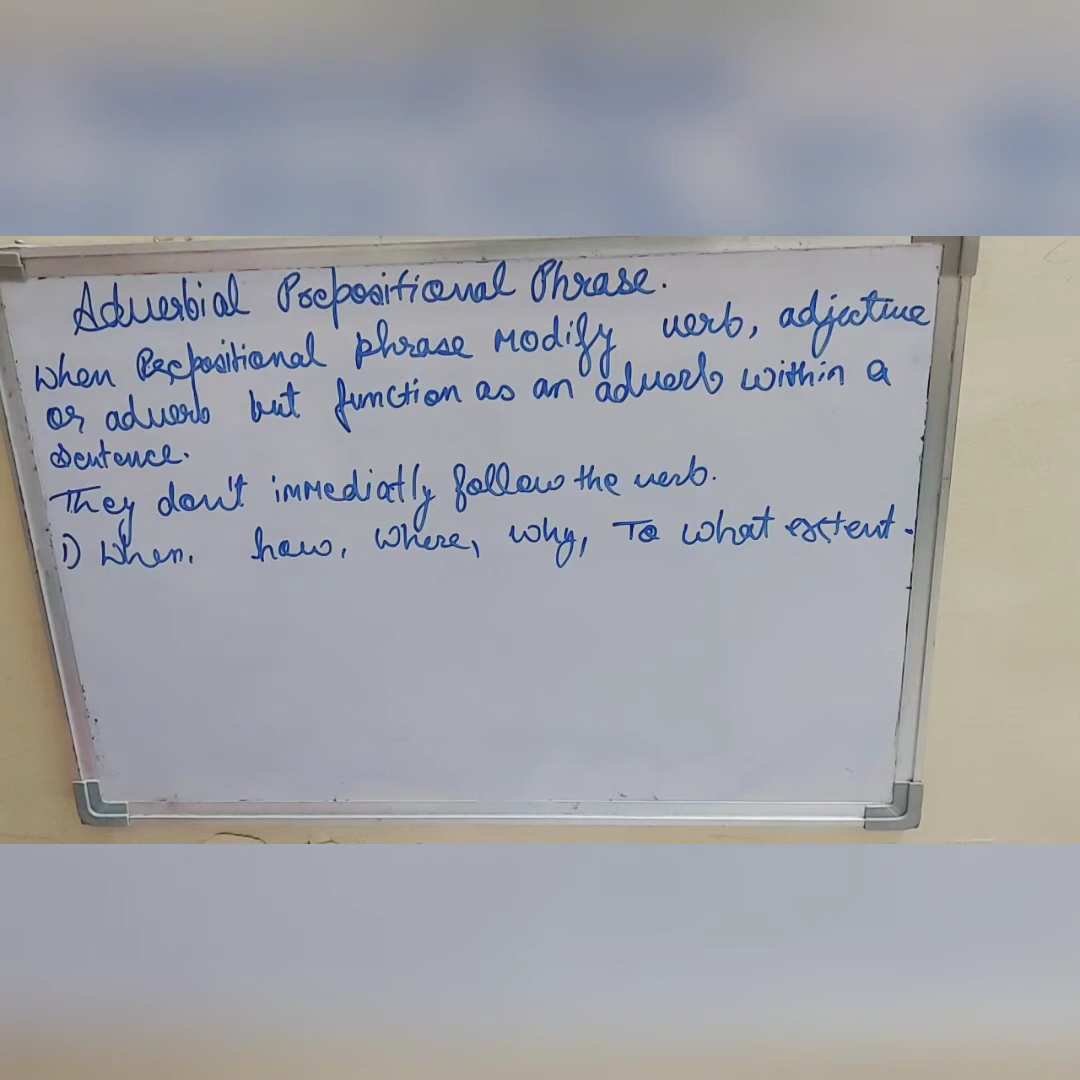 Adverbial Prepositional Phrase.
When Prepositional phrase modify verb, adjective
or adverb but function as an adverb within a
sentence.
They don't immediatly follow the verb.
1) When. how, where, why, To what extent.